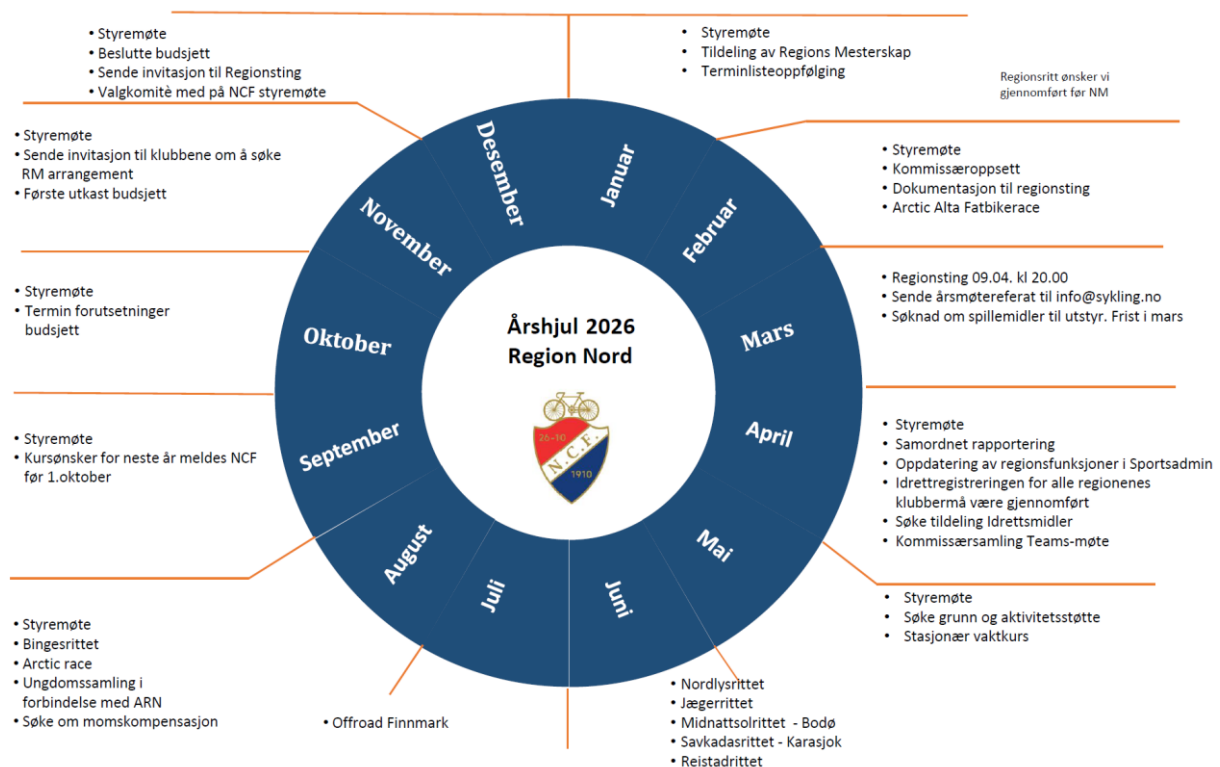 • Styremøte
• Beslutte budsjett
• Sende invitasjon til Regionsting
• Valgkomitè med på NCF styremøte
• Styremøte
• Tildeling av Regions Mesterskap
• Terminlisteoppfølging
Regionsritt ønsker vi
gjennomført før NM
• Styremøte
• Sende invitasjon til klubbene om å søke
RM arrangement
• Første utkast budsjett
• Styremøte
• Kommissæroppsett
• Dokumentasjon til regionsting
• Arctic Alta Fatbikerace
• Styremøte
• Termin forutsetninger
budsjett
• Regionsting 09.04. kl 20.00
• Sende årsmøtereferat til info@sykling.no
• Søknad om spillemidler til utstyr. Frist i mars
• Styremøte
• Kursønsker for neste år meldes NCF
før 1.oktober
• Styremøte
• Samordnet rapportering
• Oppdatering av regionsfunksjoner i Sportsadmin
• Idrettregistreringen for alle regionenes
klubbermå være gjennomført
• Søke tildeling Idrettsmidler
• Kommissærsamling Teams-møte
• Styremøte
• Bingesrittet
• Arctic race
• Ungdomssamling i
forbindelse med ARN
• Søke om momskompensasjon
• Offroad Finnmark
• Nordlysrittet
• Jægerrittet
• Midnattsolrittet - Bodø
• Savkadasrittet - Karasjok
• Reistadrittet
• Styremøte
• Søke grunn og aktivitetsstøtte
• Stasjonær vaktkurs
Januar
Februar
Mars
April
Mai
Juni
Juli
August
September
Oktober
November
Desember
Årshjul 2026
Region Nord
26-10
N.C.F.
1910